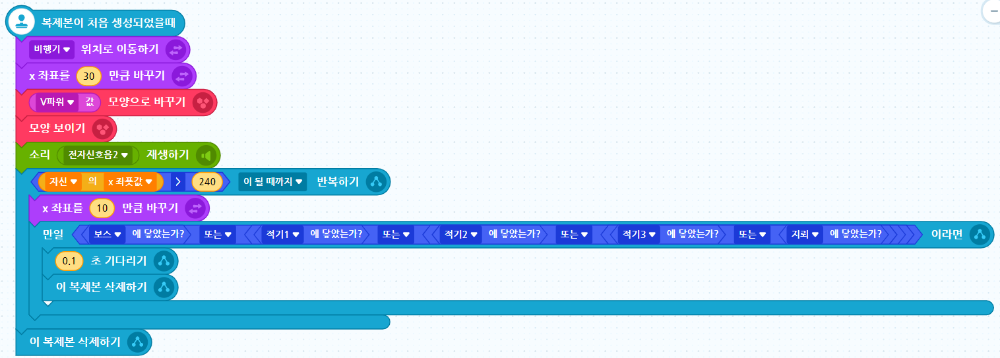 복제본이 처음 생성되었을때
비행기 위치로 이동하기
x 좌표를 30 만큼 바꾸기
V파워 값 모양으로 바꾸기
모양 보이기
소리 전자신호음2 재생하기
자신 의 x 좌푯값 > 240 이 될 때까지 반복하기
x 좌표를 10 만큼 바꾸기
만일 보스 에 닿았는가? 또는 적기1 에 닿았는가? 또는 적기2 에 닿았는가? 또는 적기3 에 닿았는가? 또는 지뢰 에 닿았는가? 이라면
0.1 초 기다리기
이 복제본 삭제하기
이 복제본 삭제하기